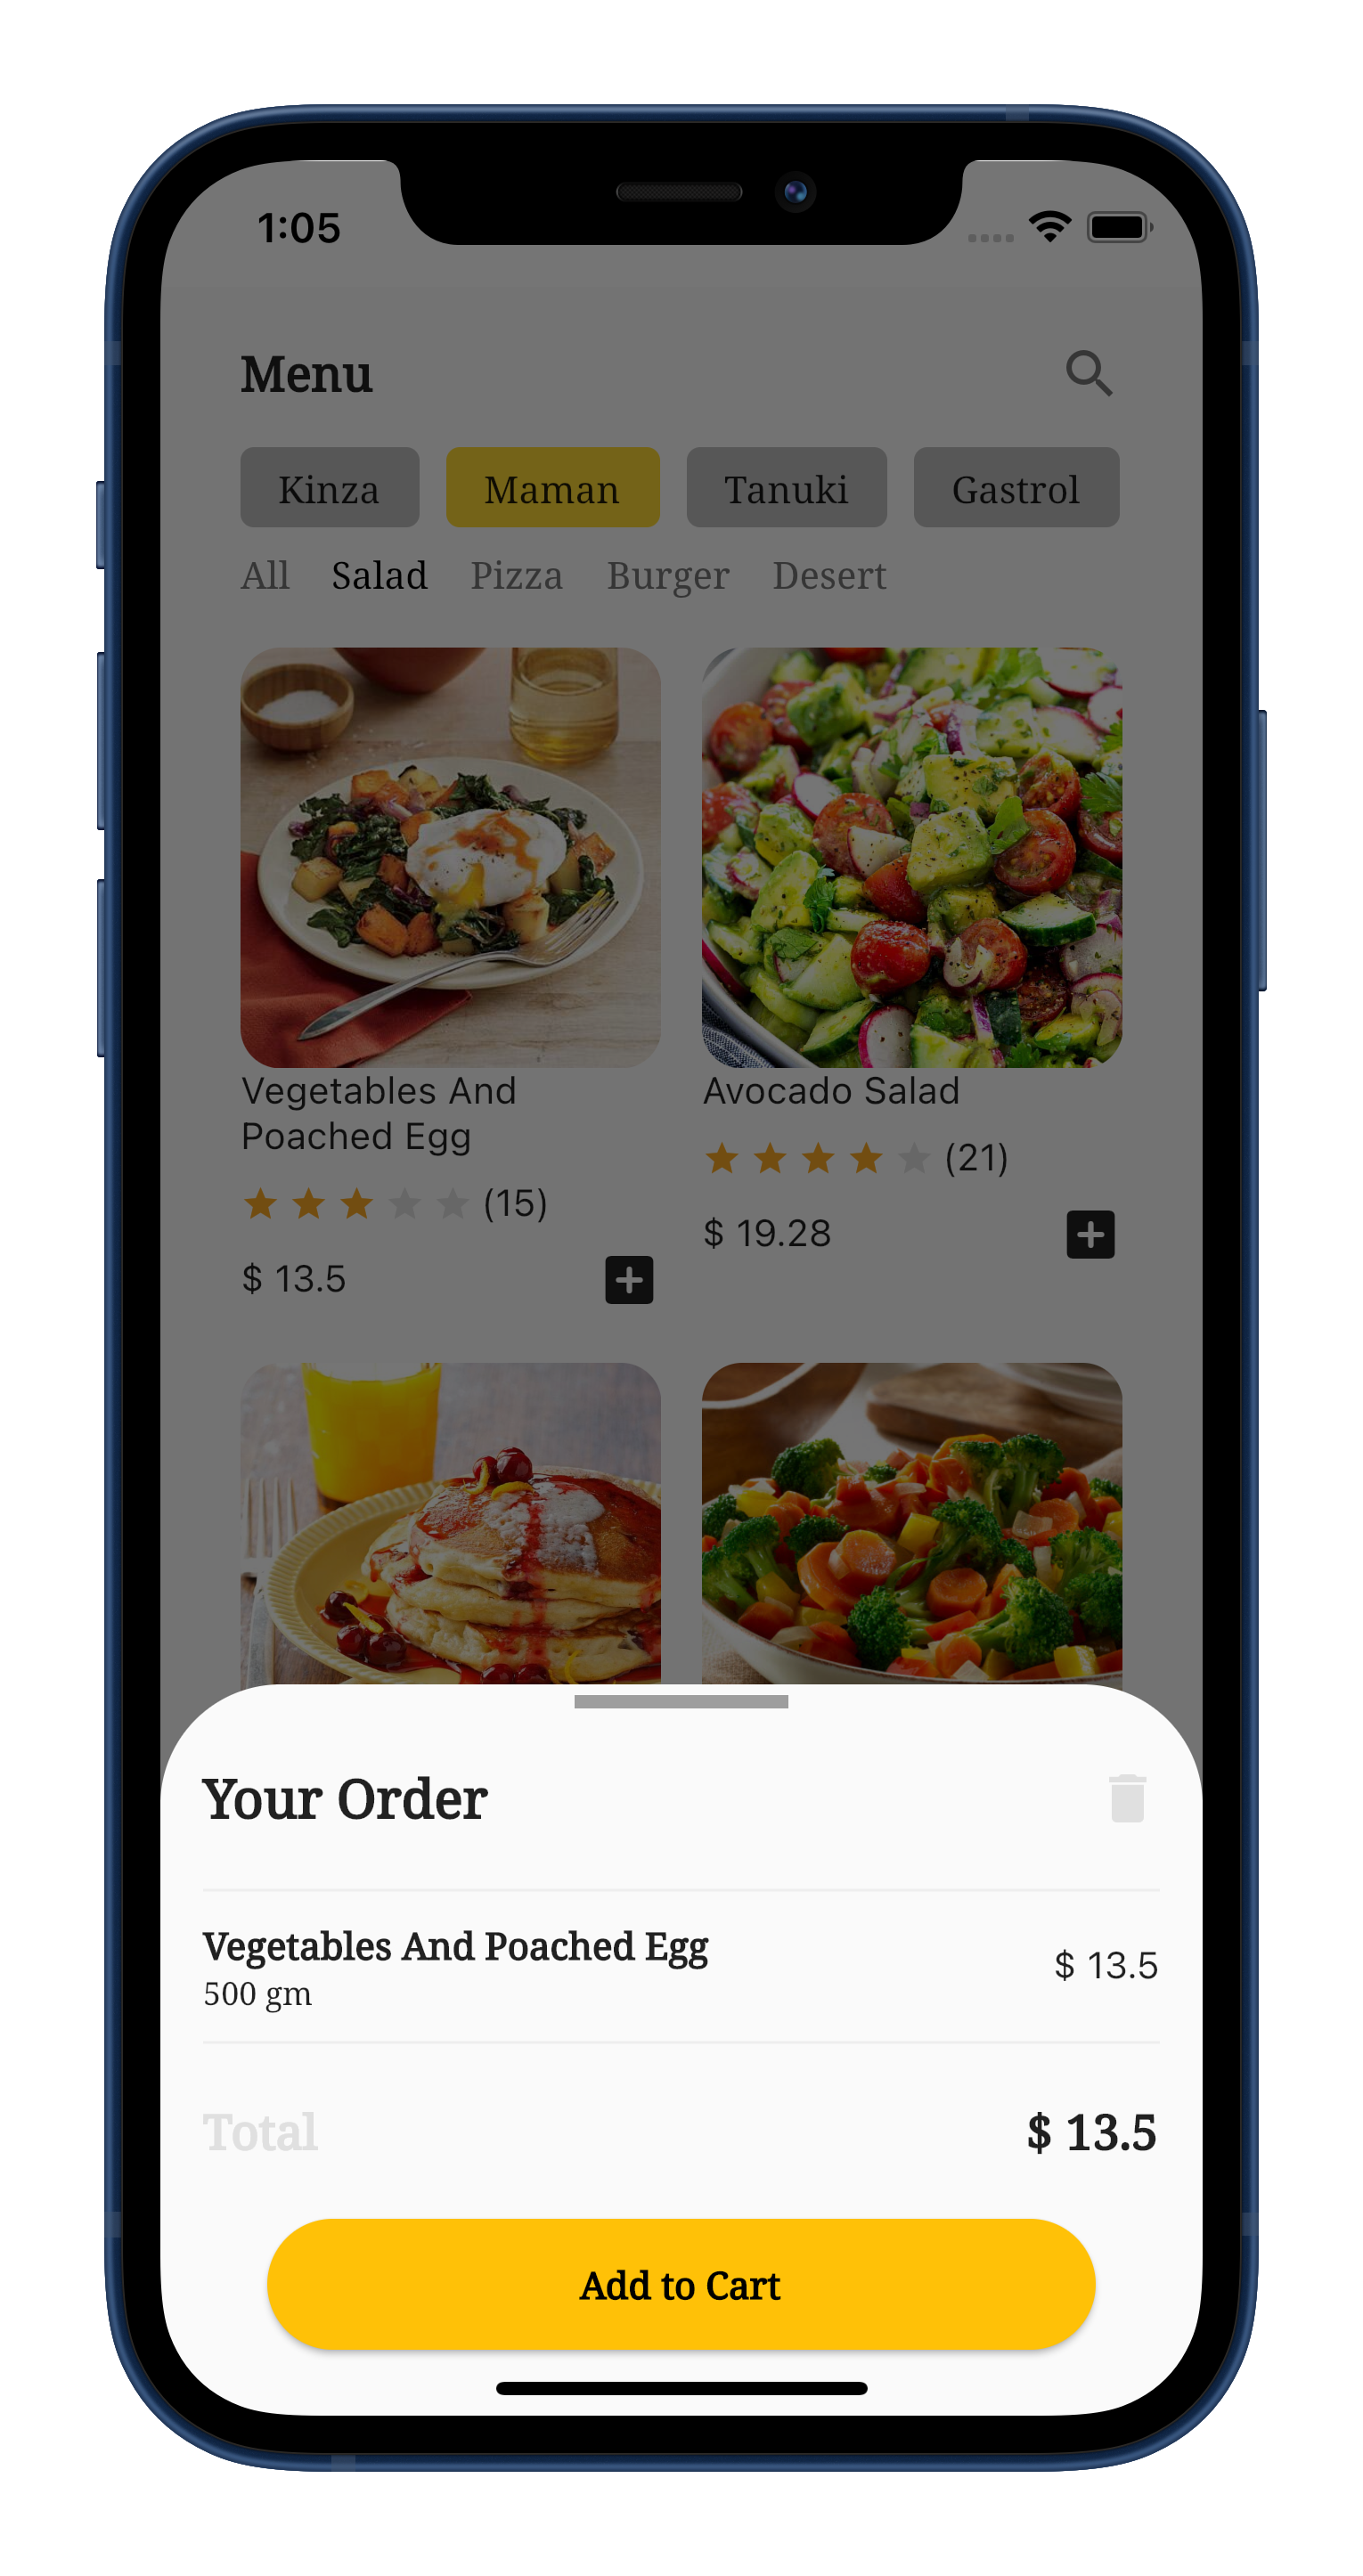 1:05
Menu
Kinza Maman Tanuki Gastrol
All Salad Pizza Burger Desert
Vegetables And
Poached Egg
(15)
$ 13.5
Avocado Salad
(21)
$ 19.28
Your Order
Vegetables And Poached Egg
500 gm
$ 13.5
Total
$ 13.5
Add to Cart